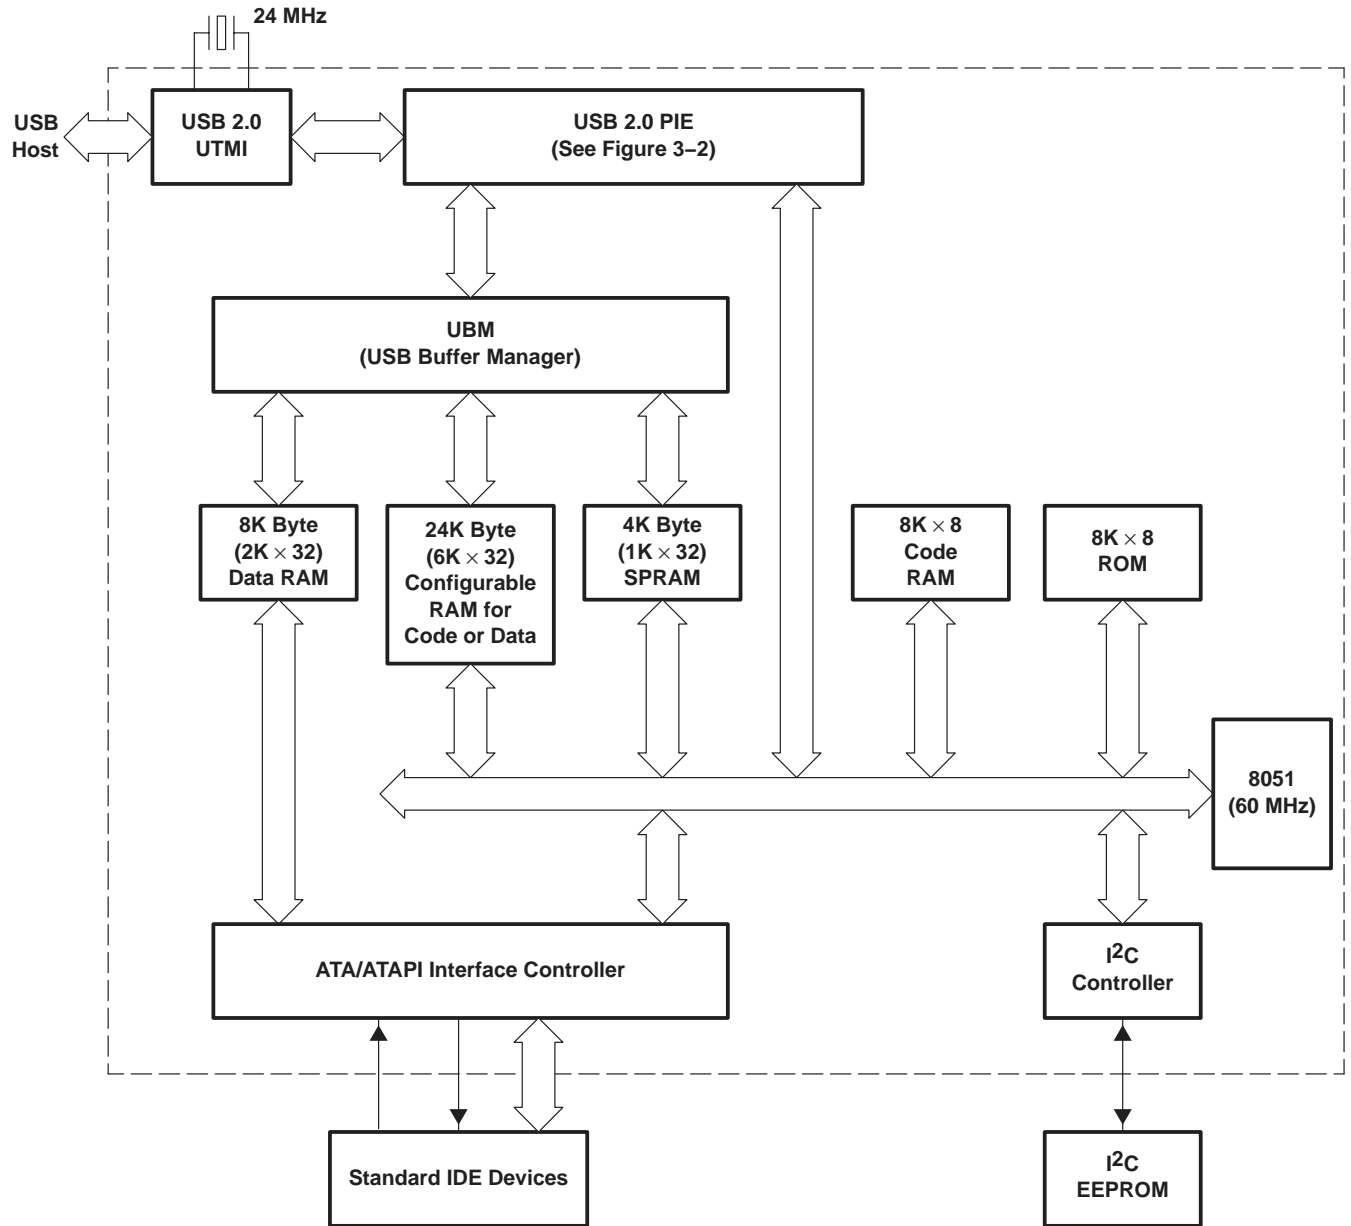 24 MHz
USB
Host
USB 2.0
UTMI
USB 2.0 PIE
(See Figure 3–2)
UBM
(USB Buffer Manager)
8K Byte
(2K × 32)
Data RAM
24K Byte
(6K × 32)
Configurable
RAM for
Code or Data
4K Byte
(1K × 32)
SPRAM
8K × 8
Code
RAM
8K × 8
ROM
8051
(60 MHz)
ATA/ATAPI Interface Controller
I²C
Controller
Standard IDE Devices
I²C
EEPROM